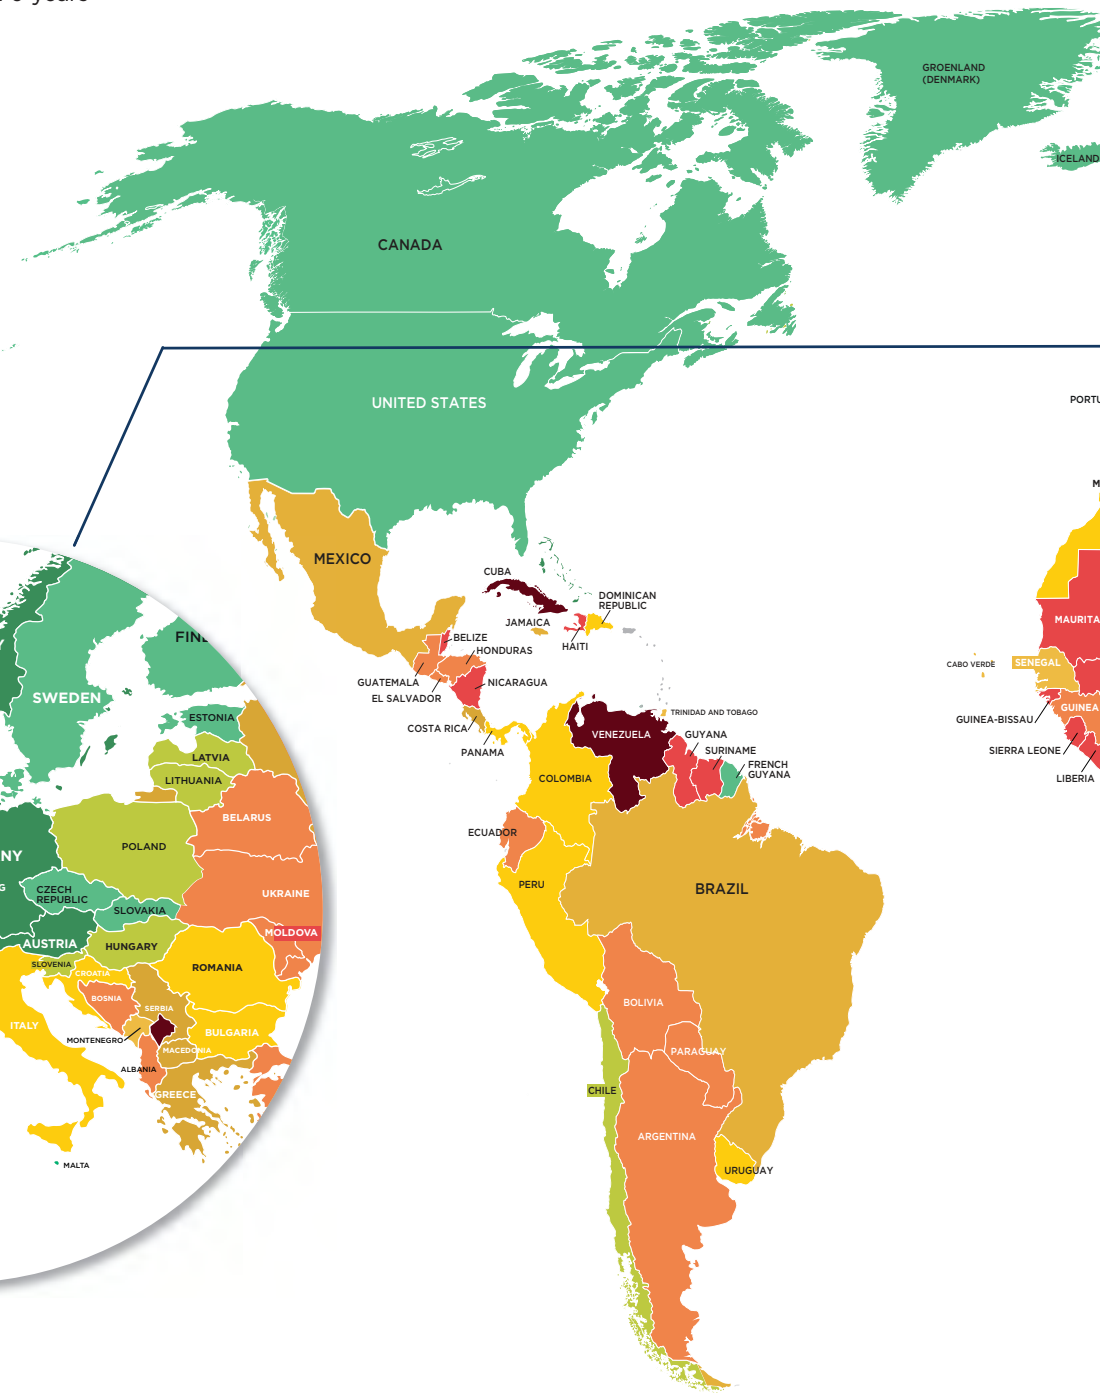 years
GROENLAND
(DENMARK)
ICELAND
CANADA
UNITED STATES
PORTU
M
MEXICO
CUBA
DOMINICAN
REPUBLIC
JAMAICA
HAITI
BELIZE
HONDURAS
GUATEMALA
EL SALVADOR
NICARAGUA
COSTA RICA
PANAMA
TRINIDAD AND TOBAGO
VENEZUELA
GUYANA
SURINAME
FRENCH
GUYANA
COLOMBIA
ECUADOR
PERU
BRAZIL
BOLIVIA
PARAGUAY
CHILE
ARGENTINA
URUGUAY
MAURITA
CABO VERDE
SENEGAL
GUINEA-BISSAU
GUINEA
SIERRA LEONE
LIBERIA
FINL
SWEDEN
ESTONIA
LATVIA
LITHUANIA
BELARUS
POLAND
NY
G
CZECH
REPUBLIC
UKRAINE
SLOVAKIA
MOLDOVA
AUSTRIA
HUNGARY
SLOVENIA
CROATIA
ROMANIA
BOSNIA
SERBIA
ITALY
MONTENEGRO
BULGARIA
MACEDONIA
ALBANIA
GREECE
MALTA